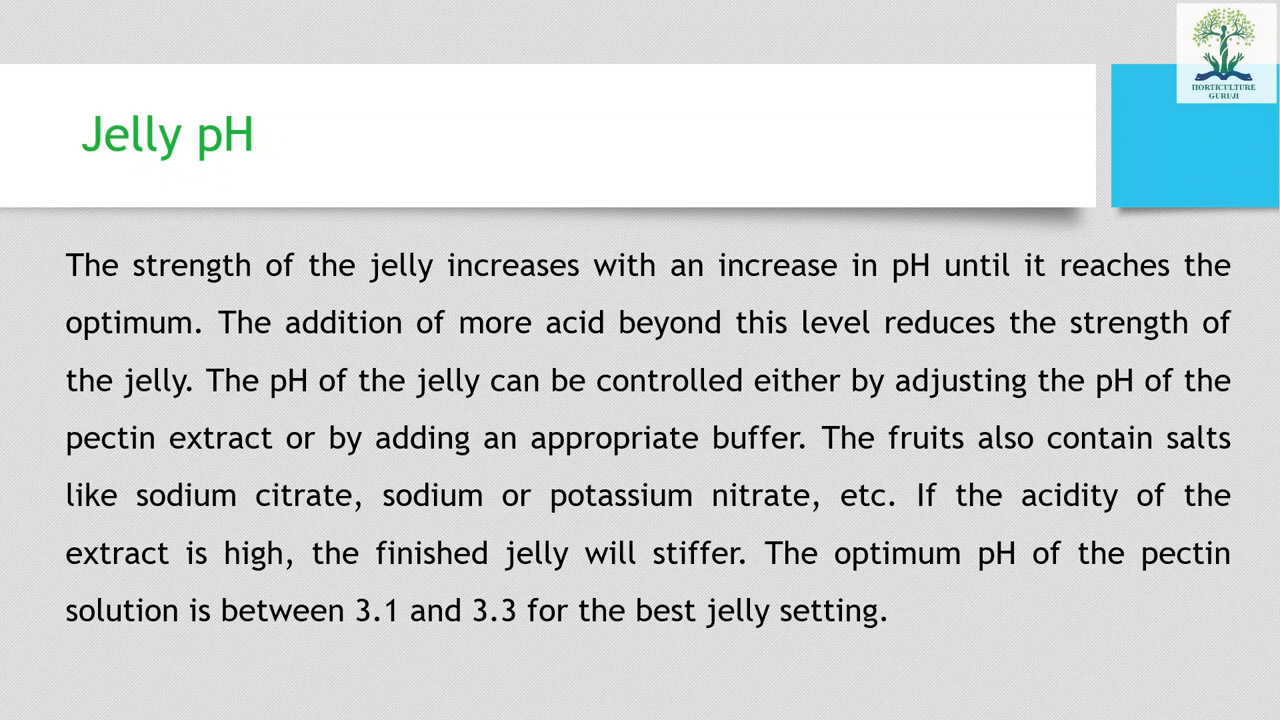 HORTICULTURE
GURUJI
Jelly pH
The strength of the jelly increases with an increase in pH until it reaches the
optimum. The addition of more acid beyond this level reduces the strength of
the jelly. The pH of the jelly can be controlled either by adjusting the pH of the
pectin extract or by adding an appropriate buffer. The fruits also contain salts
like sodium citrate, sodium or potassium nitrate, etc. If the acidity of the
extract is high, the finished jelly will stiffer. The optimum pH of the pectin
solution is between 3.1 and 3.3 for the best jelly setting.